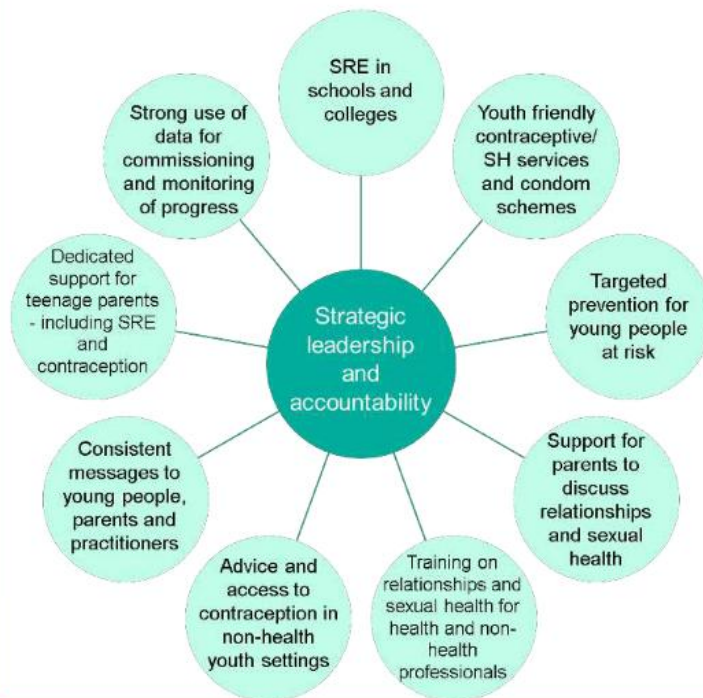 SRE in
schools and
colleges
Youth friendly
contraceptive/
SH services
and condom
schemes
Targeted
prevention for
young people
at risk
Support for
parents to
discuss
relationships
and sexual
health
Training on
relationships and
sexual health for
health and non-
health
professionals
Advice and
access to
contraception in
non-health
youth settings
Consistent
messages to
young people,
parents and
practitioners
Dedicated
support for
teenage parents
- including SRE
and
contraception
Strong use of
data for
commissioning
and monitoring
of progress
Strategic
leadership
and
accountability